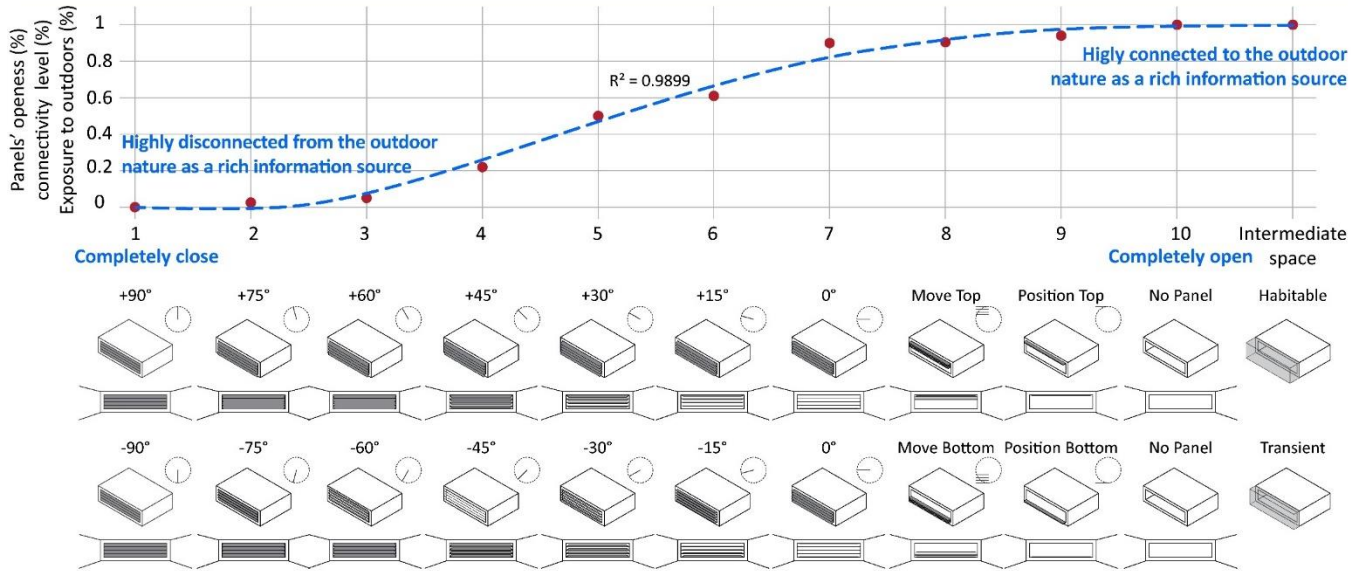 Panels' openess (%)
connectivity level (%)
Exposure to outdoors (%)
1
0.8
0.6
0.4
0.2
0
R² = 0.9899
Higly connected to the outdoor
nature as a rich information source
Highly disconnected from the outdoor
nature as a rich information source
1 2 3 4 5 6 7 8 9 10 Intermediate
space
Completely close Completely open
+90° +75° +60° +45° +30° +15° 0° Move Top Position Top No Panel Habitable
-90° -75° -60° -45° -30° -15° 0° Move Bottom Position Bottom No Panel Transient